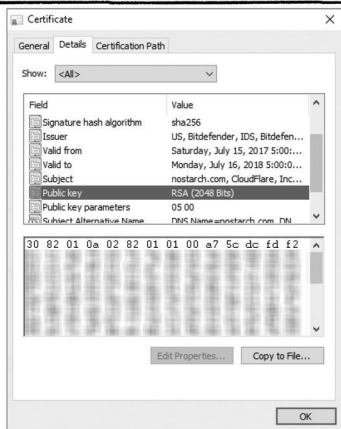 Certificate
General Details Certification Path
Show: <All>
Field Value
Signature hash algorithm sha256
Issuer US, Bitdefender, IDS, Bitdefen...
Valid from Saturday, July 15, 2017 5:00:...
Valid to Monday, July 16, 2018 5:00:0...
Subject nostarch.com, CloudFlare, Inc...
Public key RSA (2048 Bits)
Public key parameters 05 00
Subject Alternative Name DNS Name=nostarch.com, DN
30 82 01 0a 02 82 01 01 00 a7 5c dc fd f2
Edit Properties... Copy to File...
OK